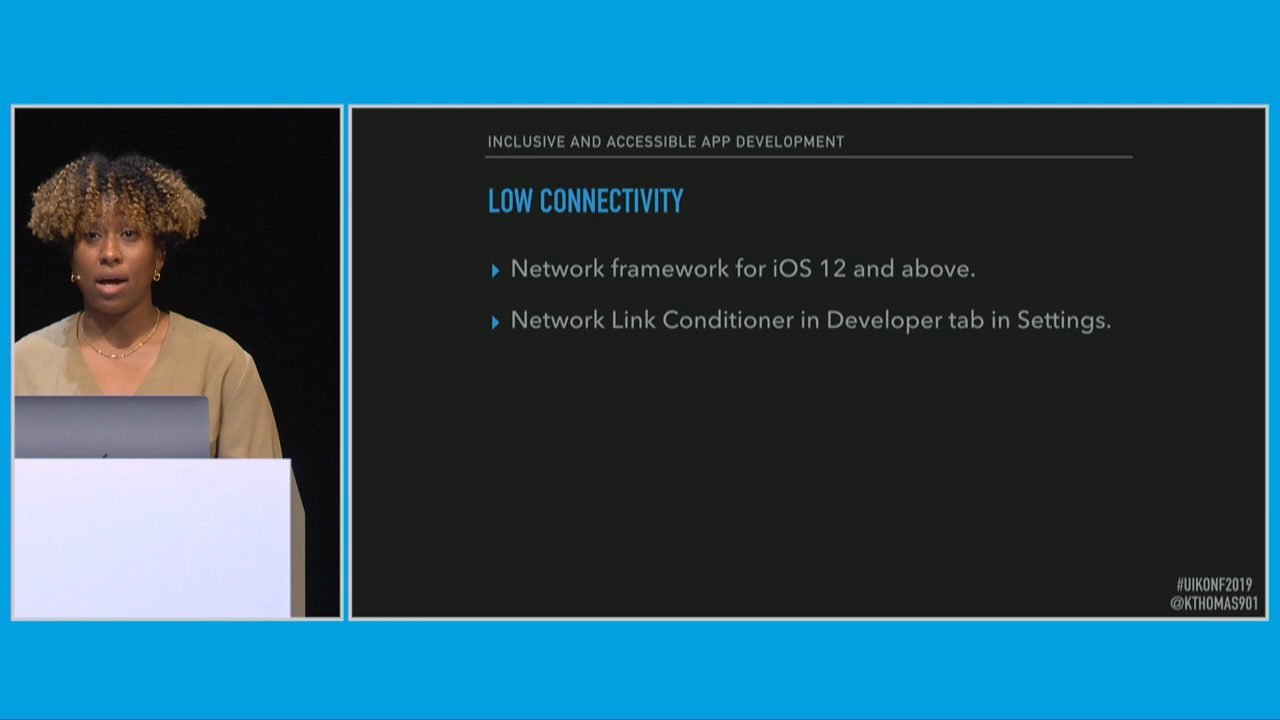 INCLUSIVE AND ACCESSIBLE APP DEVELOPMENT
LOW CONNECTIVITY
Network framework for iOS 12 and above.
Network Link Conditioner in Developer tab in Settings.
#UIKONF2019
@KTHOMAS901